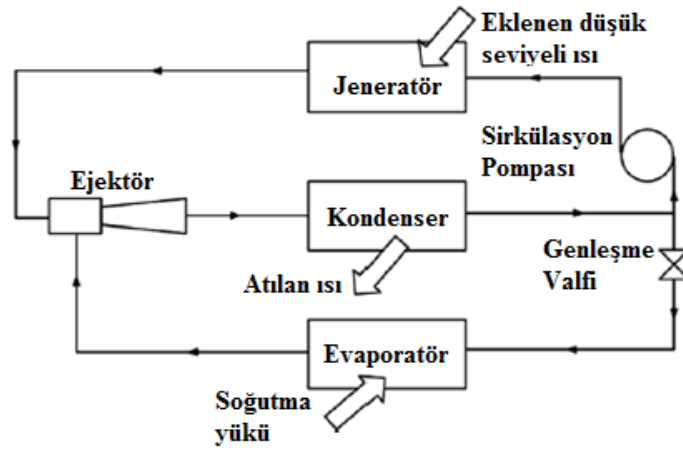 Eklenen düşük
seviyeli ısı
Jeneratör
Sirkülasyon
Pompası
Ejektör
Kondenser
Genleşme
Valfi
Atılan ısı
Evaporatör
Soğutma
yükü